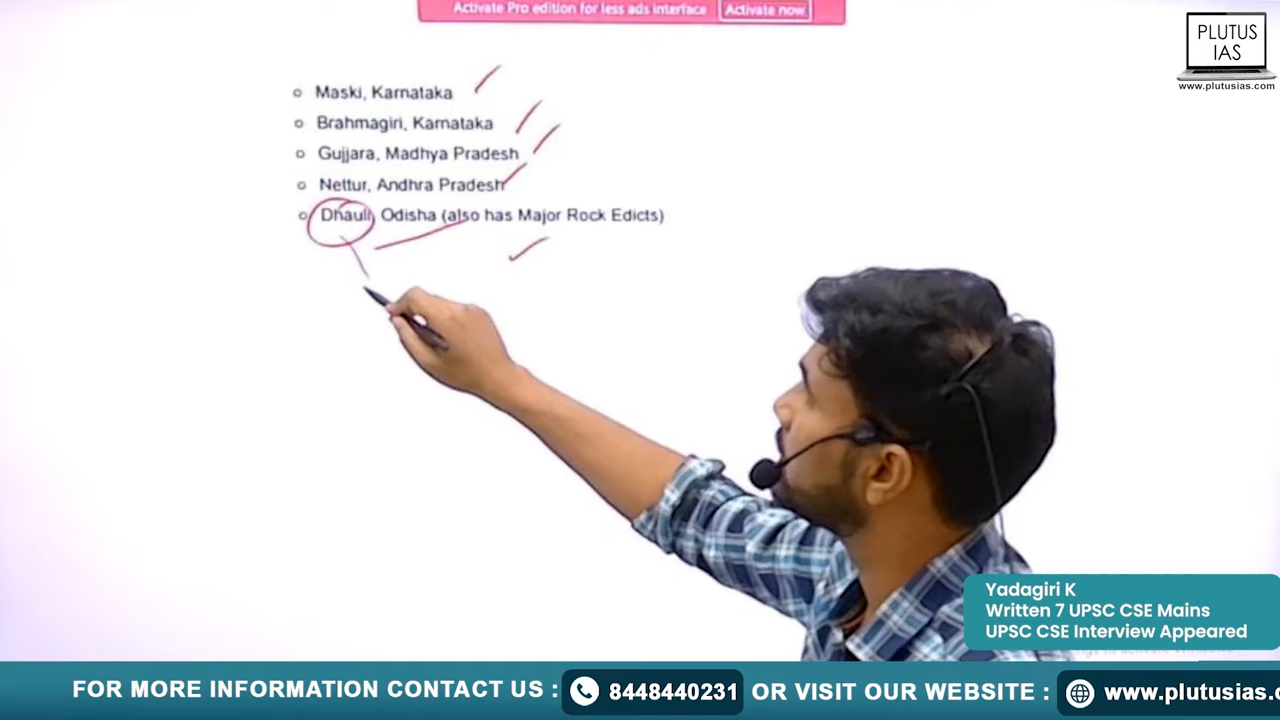 Activate Pro edition for less ads interface Activate now
PLUTUS
IAS
www.plutusias.com
o Maski, Karnataka
o Brahmagiri, Karnataka
o Gujjara, Madhya Pradesh
o Nettur, Andhra Pradesh
o Dhauli, Odisha (also has Major Rock Edicts)
Yadagiri K
Written 7 UPSC CSE Mains
UPSC CSE Interview Appeared
FOR MORE INFORMATION CONTACT US : 8448440231 OR VISIT OUR WEBSITE : www.plutusias.c